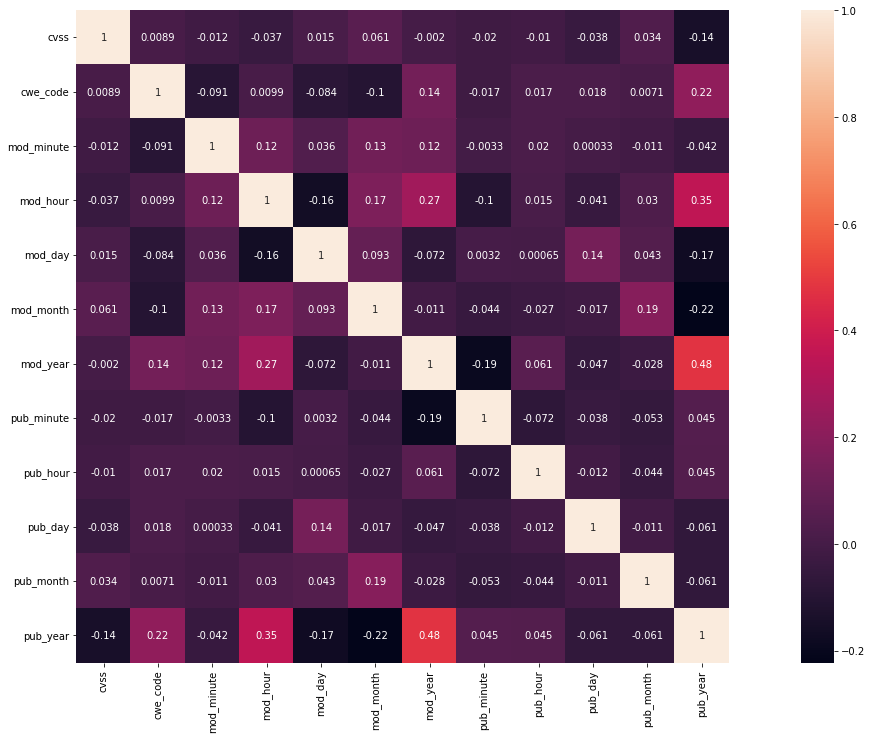 cvss 1 0.0089 -0.012 -0.037 0.015 0.061 -0.002 -0.02 -0.01 -0.038 0.034 -0.14
cwe_code 0.0089 1 -0.091 0.0099 -0.084 -0.1 0.14 -0.017 0.017 0.018 0.0071 0.22
mod_minute -0.012 -0.091 1 0.12 0.036 0.13 0.12 -0.0033 0.02 0.00033 -0.011 -0.042
mod_hour -0.037 0.0099 0.12 1 -0.16 0.17 0.27 -0.1 0.015 -0.041 0.03 0.35
mod_day 0.015 -0.084 0.036 -0.16 1 0.093 -0.072 0.0032 0.00065 0.14 0.043 -0.17
mod_month 0.061 -0.1 0.13 0.17 0.093 1 -0.011 -0.044 -0.027 -0.017 0.19 -0.22
mod_year -0.002 0.14 0.12 0.27 -0.072 -0.011 1 -0.19 0.061 -0.047 -0.028 0.48
pub_minute -0.02 -0.017 -0.0033 -0.1 0.0032 -0.044 -0.19 1 -0.072 -0.038 -0.053 0.045
pub_hour -0.01 0.017 0.02 0.015 0.00065 -0.027 0.061 -0.072 1 -0.012 -0.044 0.045
pub_day -0.038 0.018 0.00033 -0.041 0.14 -0.017 -0.047 -0.038 -0.012 1 -0.011 -0.061
pub_month 0.034 0.0071 -0.011 0.03 0.043 0.19 -0.028 -0.053 -0.044 -0.011 1 -0.061
pub_year -0.14 0.22 -0.042 0.35 -0.17 -0.22 0.48 0.045 0.045 -0.061 -0.061 1
cvss cwe_code mod_minute mod_hour mod_day mod_month mod_year pub_minute pub_hour pub_day pub_month pub_year
1.0
0.8
0.6
0.4
0.2
0.0
−0.2